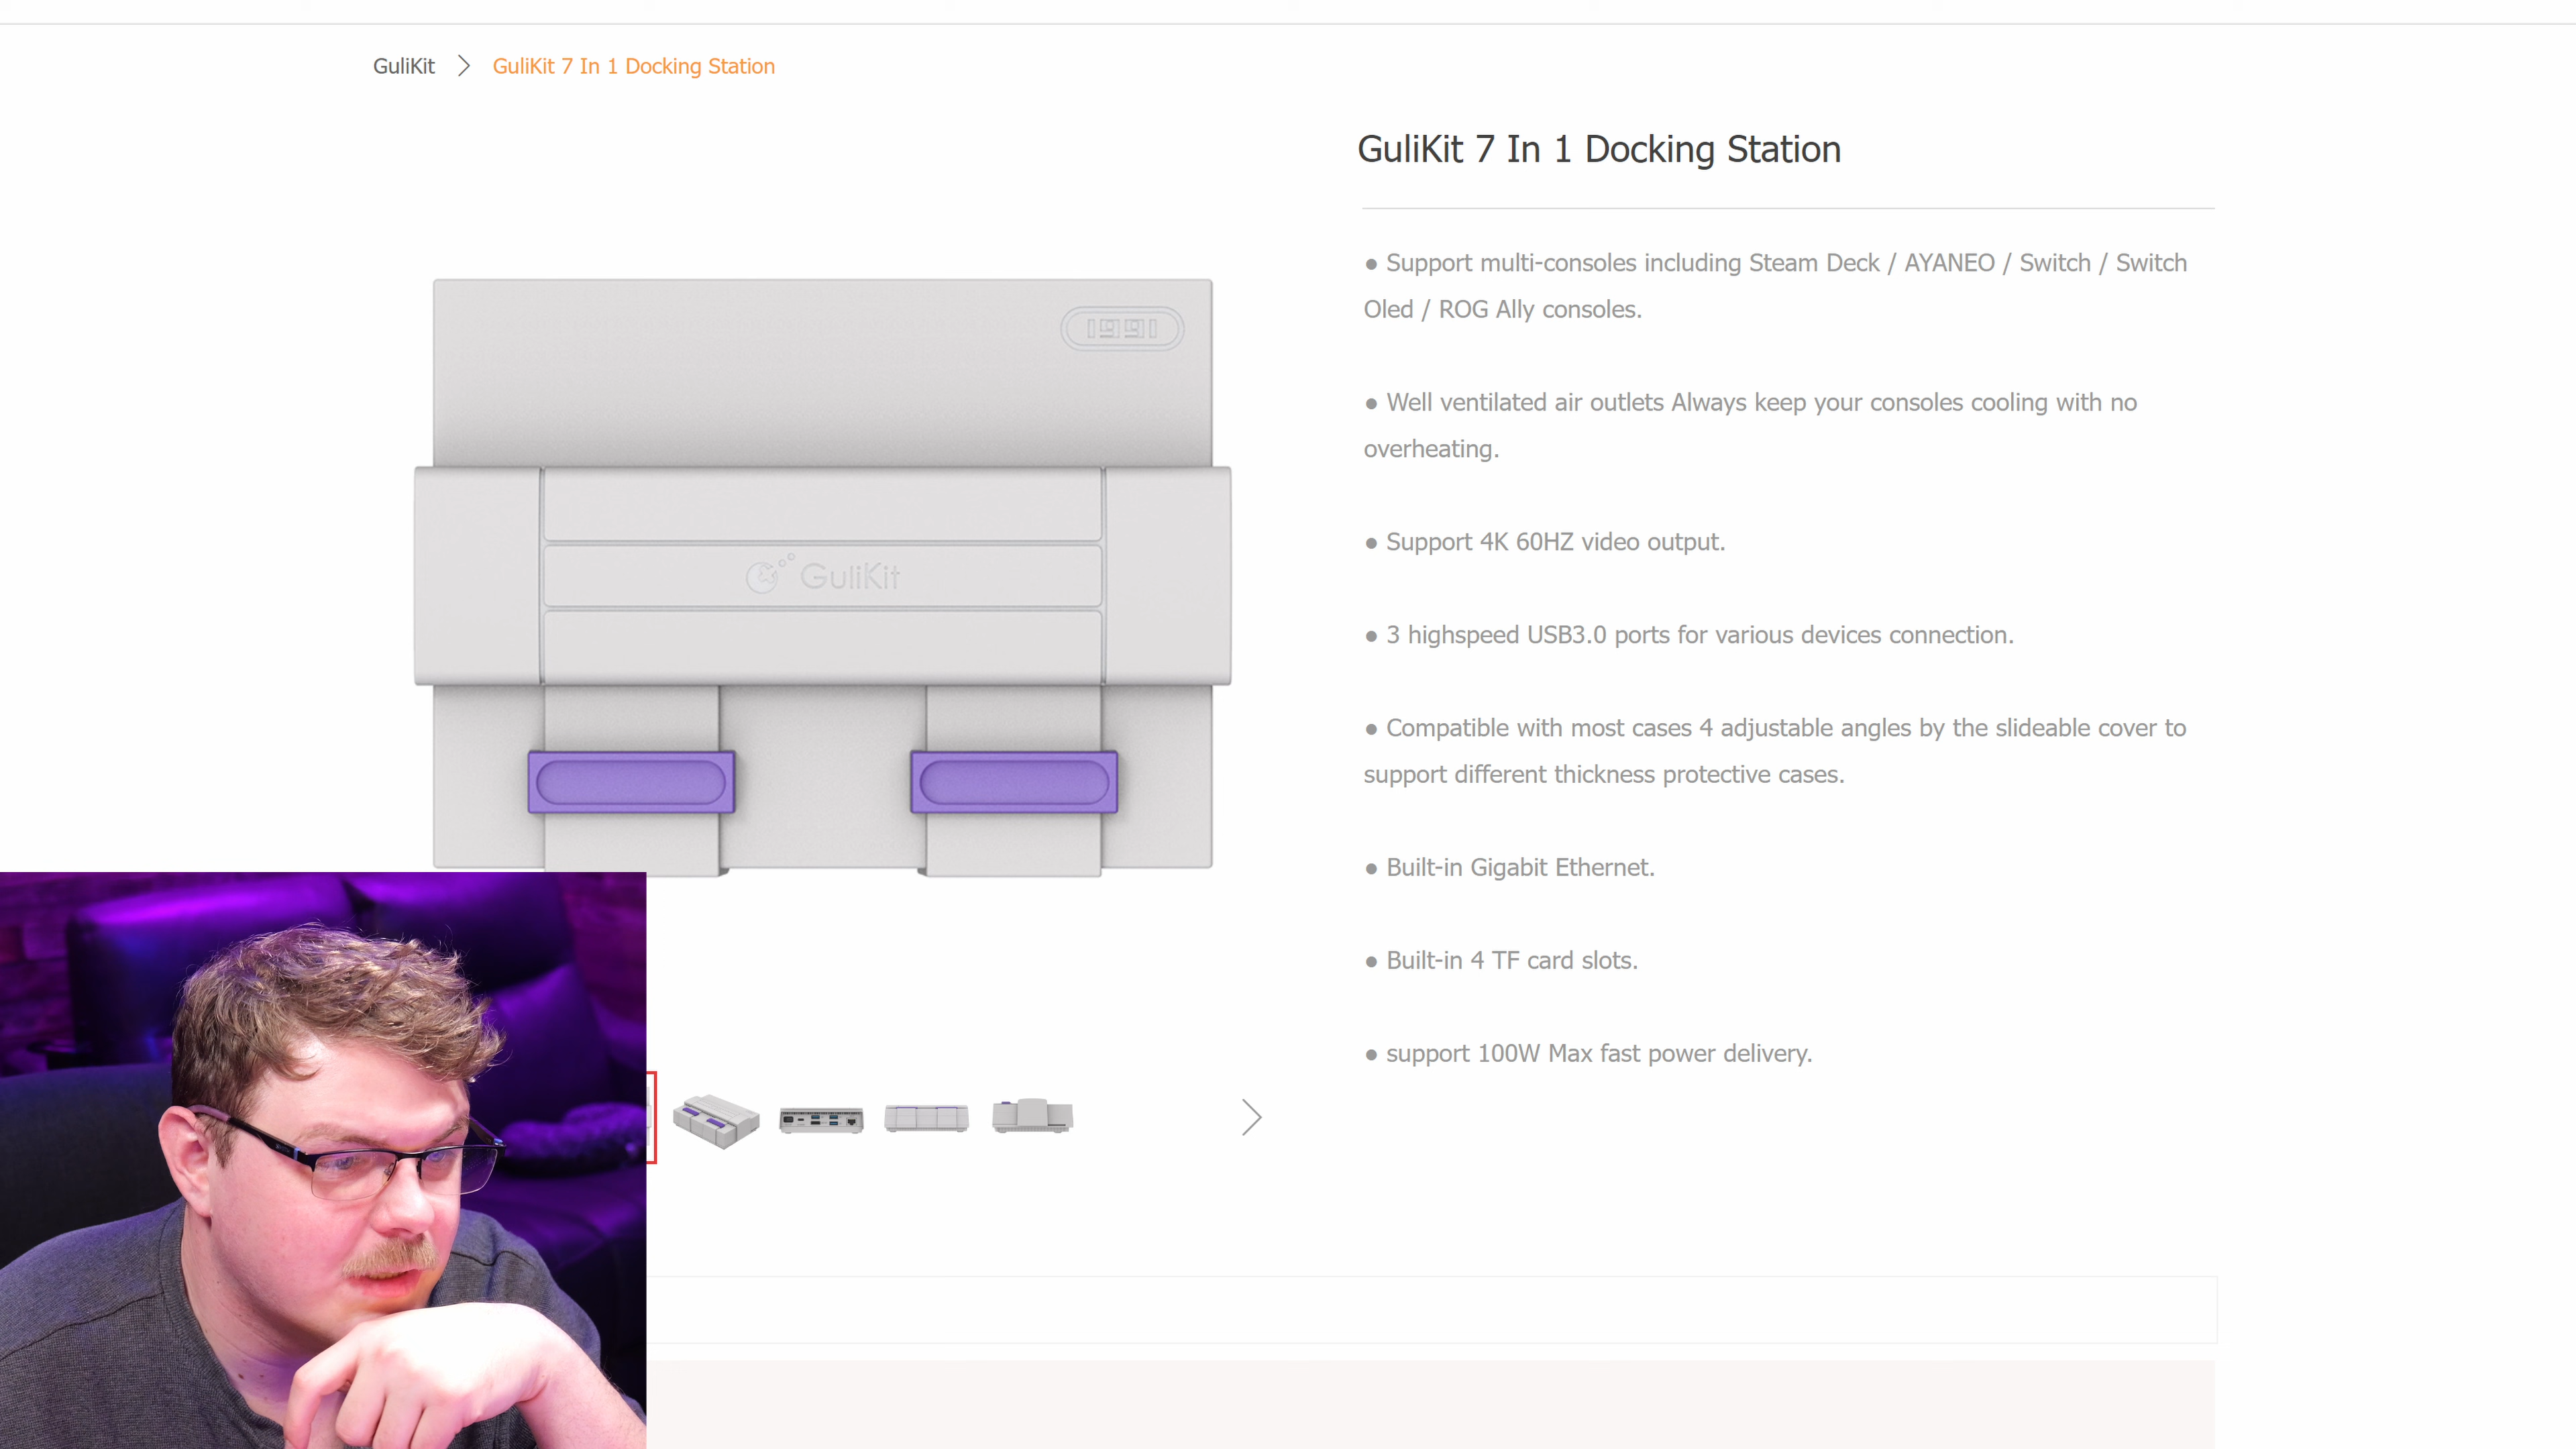 GuliKit > GuliKit 7 In 1 Docking Station
GuliKit 7 In 1 Docking Station
● Support multi-consoles including Steam Deck / AYANEO / Switch / Switch
Oled / ROG Ally consoles.
● Well ventilated air outlets Always keep your consoles cooling with no
overheating.
● Support 4K 60HZ video output.
● 3 highspeed USB3.0 ports for various devices connection.
● Compatible with most cases 4 adjustable angles by the slideable cover to
support different thickness protective cases.
● Built-in Gigabit Ethernet.
● Built-in 4 TF card slots.
● support 100W Max fast power delivery.
1991
GuliKit